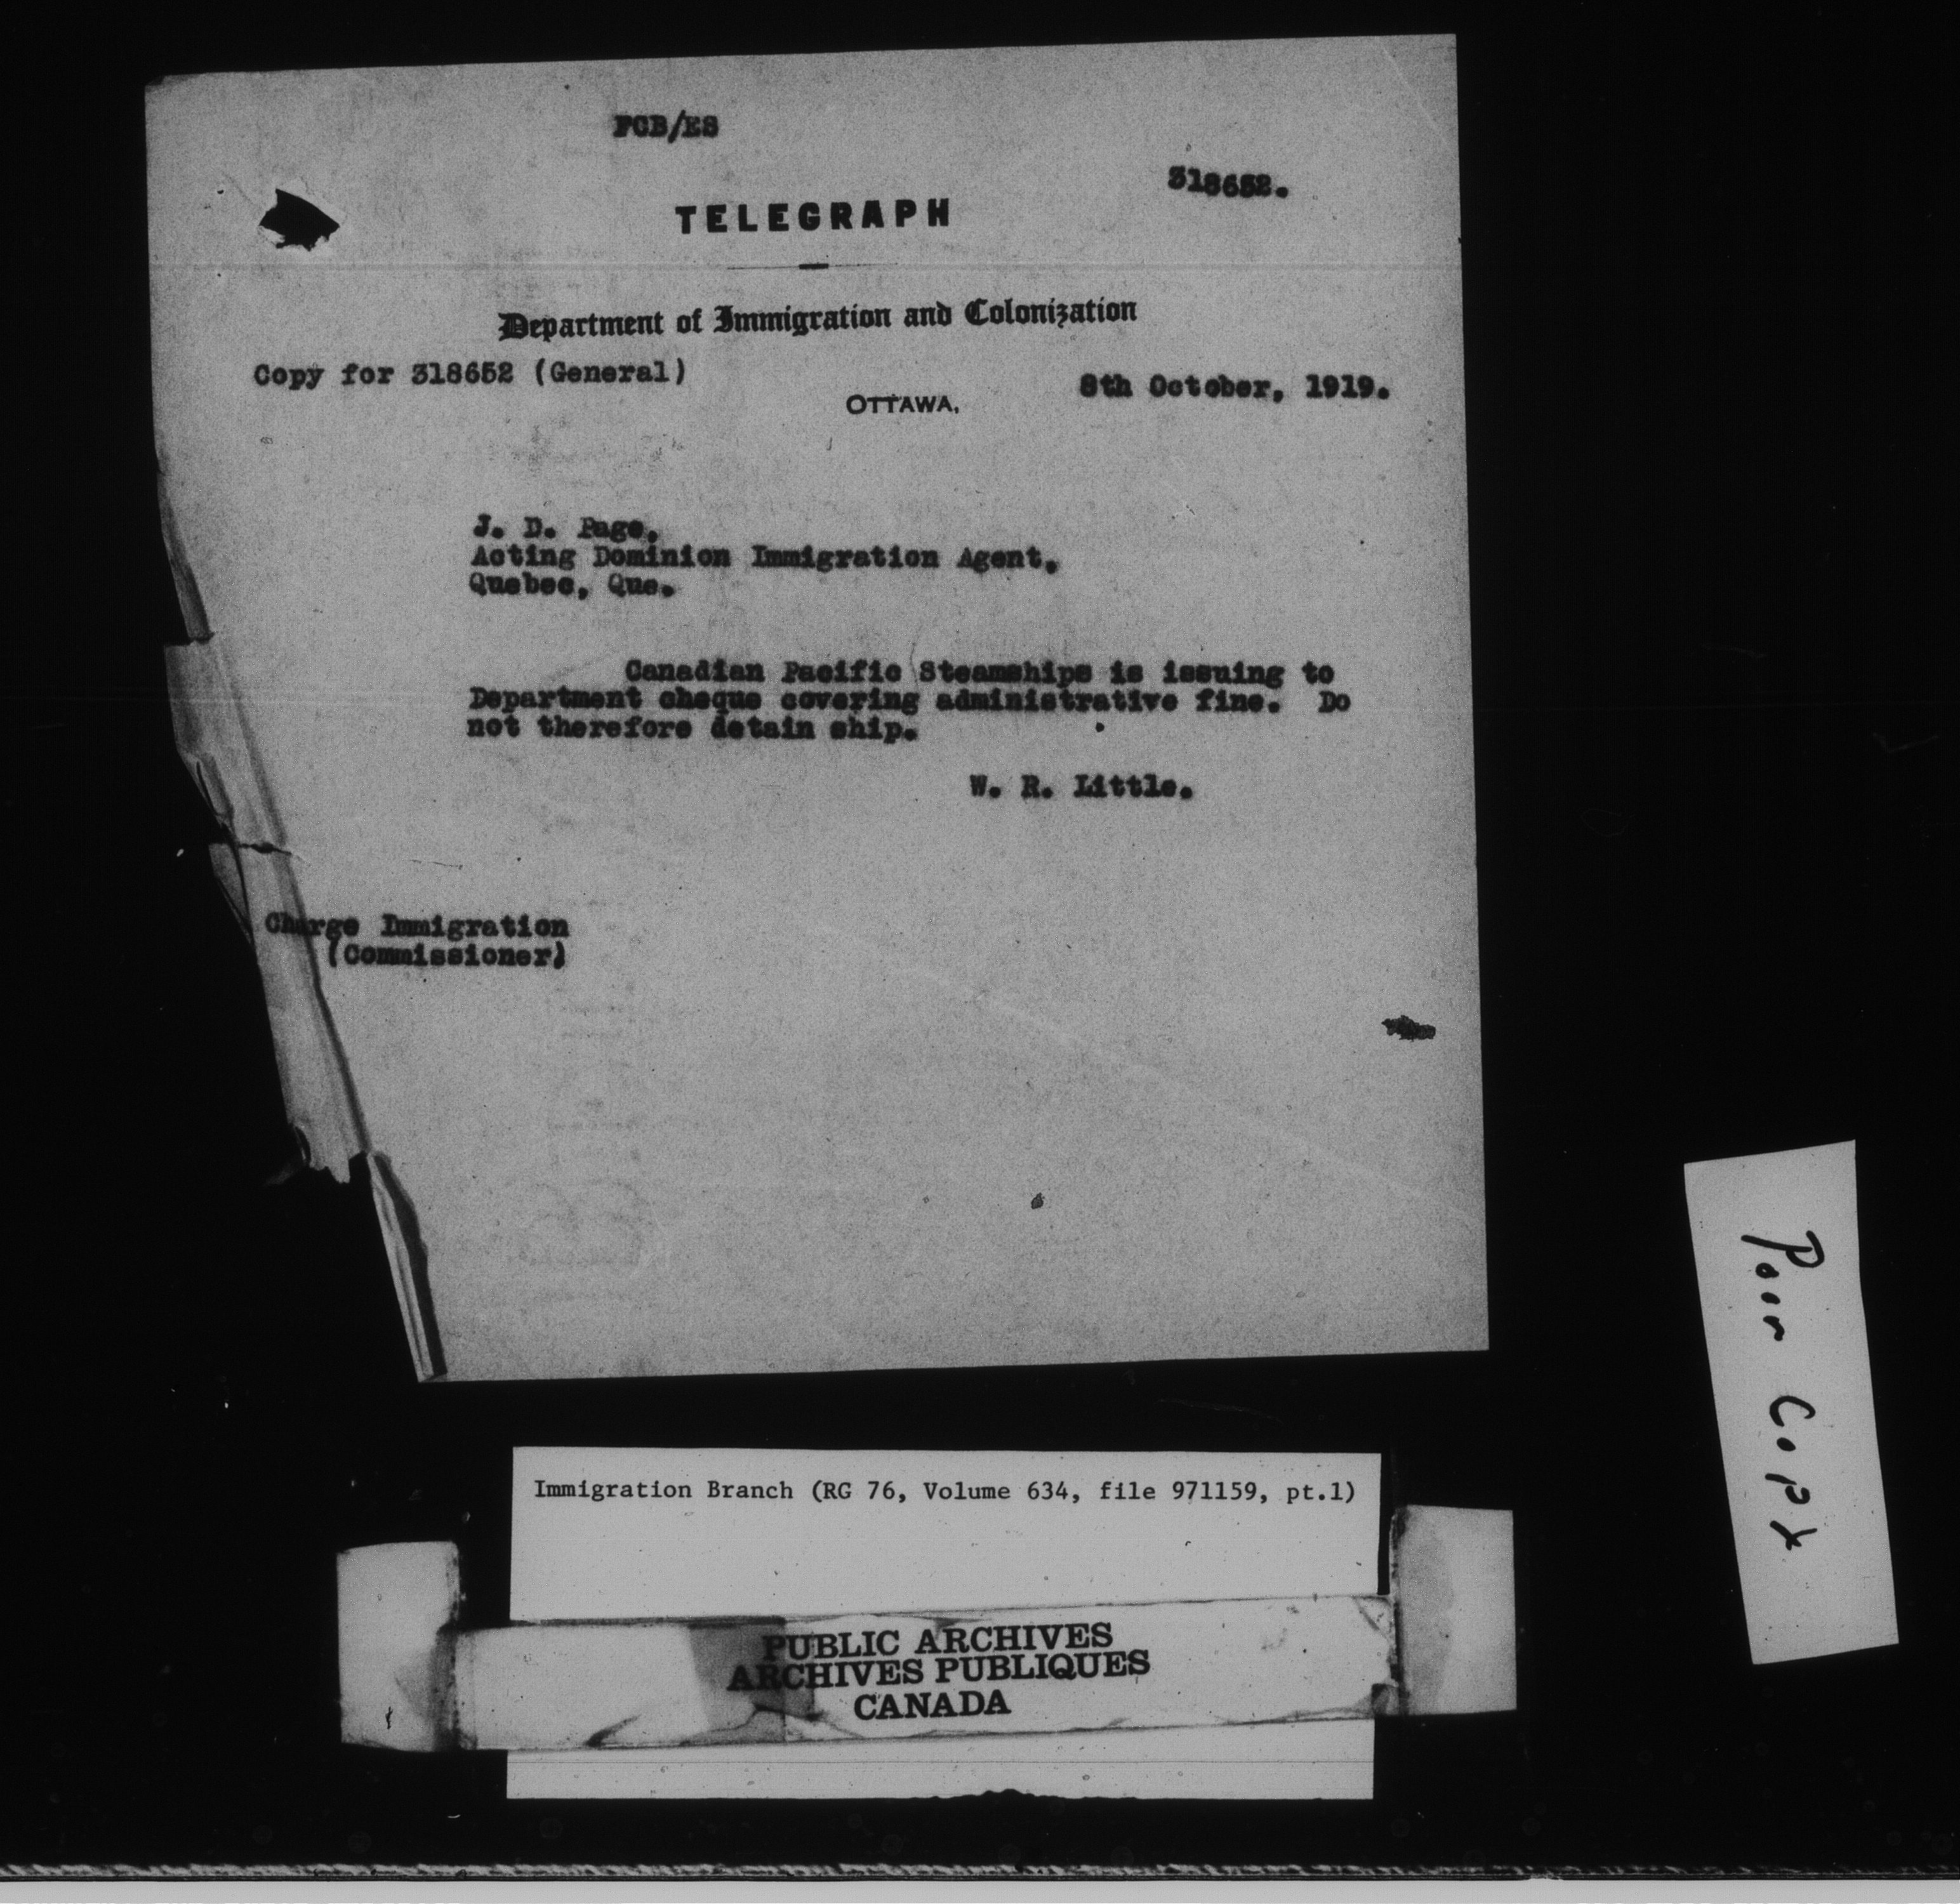 FCB/ES
318652.
TELEGRAPH
Department of Immigration and Colonization
Copy for 318652 (General)
8th October, 1919.
OTTAWA,
J. D. Page,
Acting Dominion Immigration Agent.
Quebec, Que.
Canadian Pacific Steamships is issuing to
Department cheque covering administrative fine. Do
not therefore detain ship.
W. R. Little.
Charge Immigration
(Commissioner)
Poor Copy
Immigration Branch (RG 76, Volume 634, file 971159, pt.1)
PUBLIC ARCHIVES
ARCHIVES PUBLIQUES
CANADA